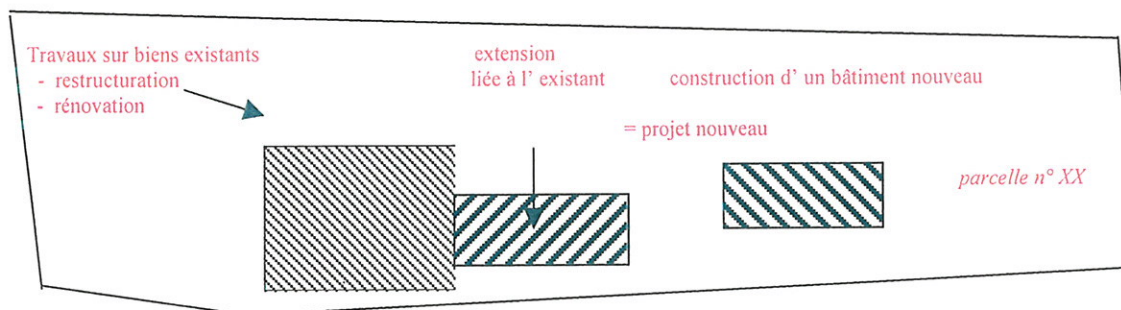 Travaux sur biens existants
- restructuration
- rénovation
extension
liée à l' existant
construction d' un bâtiment nouveau
= projet nouveau
parcelle n° XX